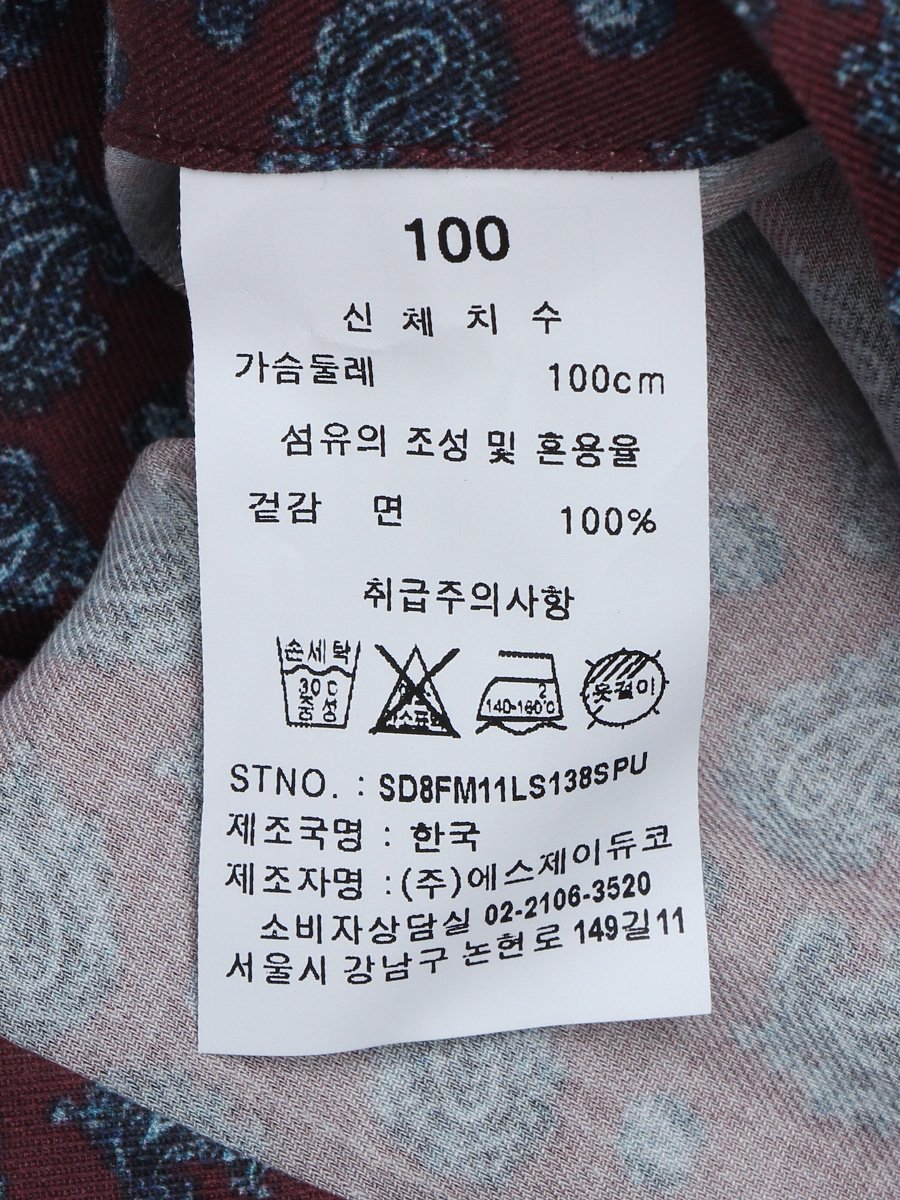 100
신체치수
가슴둘레 100cm
섬유의 조성 및 혼용율
겉감 면 100%
취급주의사항
손세탁
30℃
중성
2
140-160℃
옷걸이
STNO. : SD8FM11LS138SPU
제조국명 : 한국
제조자명 : (주)에스제이듀코
소비자상담실 02-2106-3520
서울시 강남구 논현로 149길11